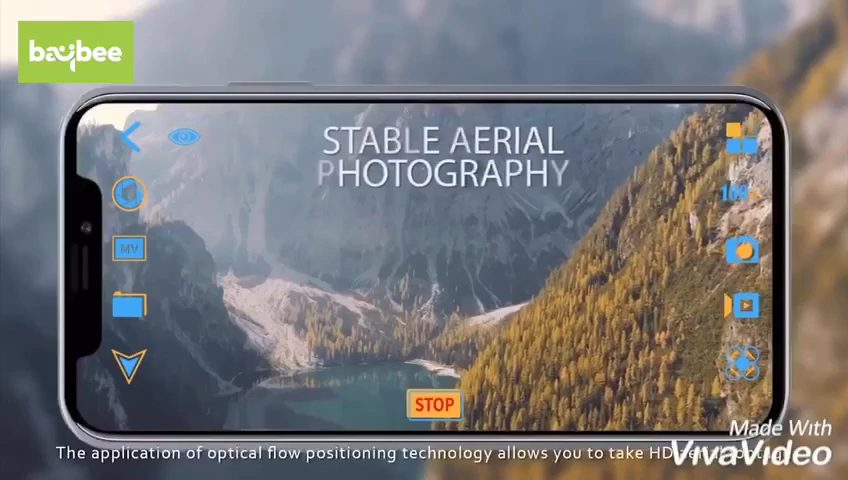 baybee
STABLE AERIAL
PHOTOGRAPHY
MV
STOP
The application of optical flow positioning technology allows you to take HD aerial
Made With
VivaVideo